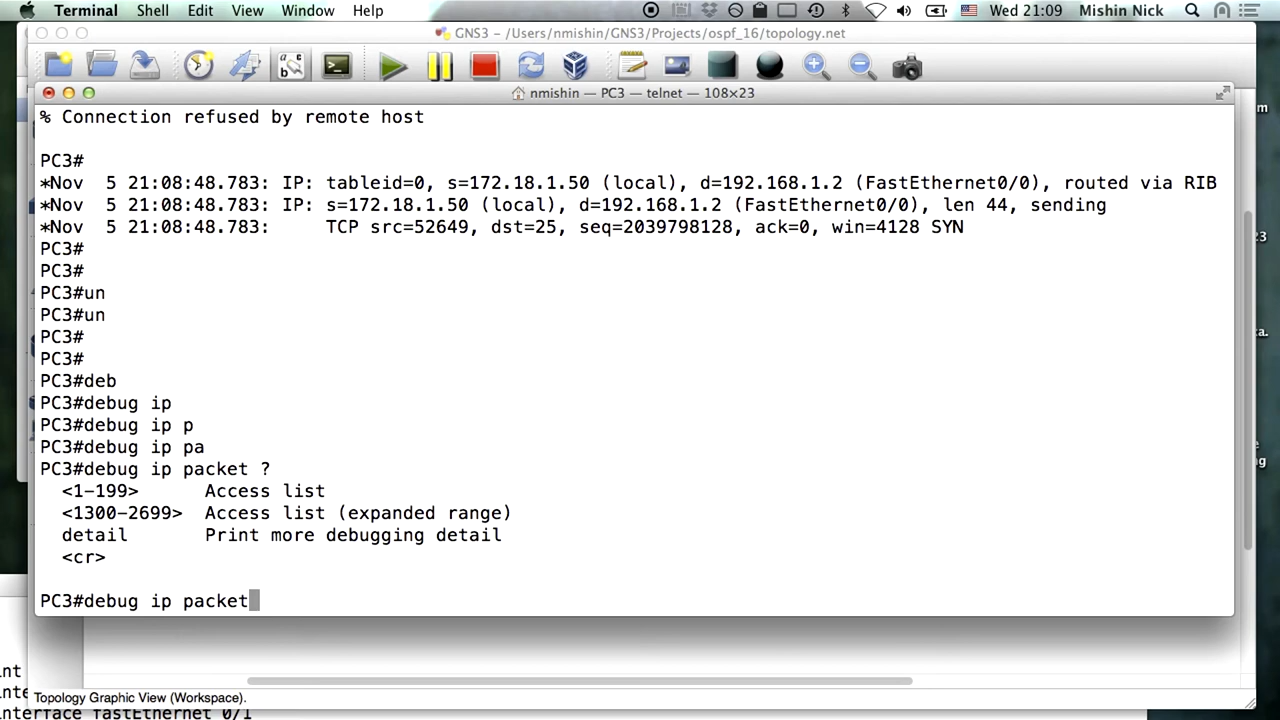 Terminal Shell Edit View Window Help Wed 21:09 Mishin Nick
GNS3 – /Users/nmishin/GNS3/Projects/ospf_16/topology.net
nmishin — PC3 — telnet — 108×23
% Connection refused by remote host
PC3#
*Nov  5 21:08:48.783: IP: tableid=0, s=172.18.1.50 (local), d=192.168.1.2 (FastEthernet0/0), routed via RIB
*Nov  5 21:08:48.783: IP: s=172.18.1.50 (local), d=192.168.1.2 (FastEthernet0/0), len 44, sending
*Nov  5 21:08:48.783:     TCP src=52649, dst=25, seq=2039798128, ack=0, win=4128 SYN
PC3#
PC3#
PC3#un
PC3#un
PC3#
PC3#
PC3#deb
PC3#debug ip
PC3#debug ip p
PC3#debug ip pa
PC3#debug ip packet ?
  <1-199>      Access list
  <1300-2699>  Access list (expanded range)
  detail       Print more debugging detail
  <cr>
PC3#debug ip packet
Topology Graphic View (Workspace).
interface fastEthernet 0/1